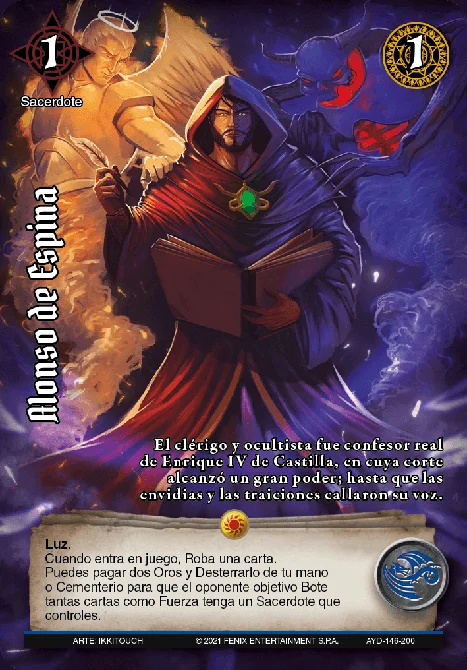 1
1
Sacerdote
Alonso de Espina
El clérigo y ocultista fue confesor real
de Enrique IV de Castilla, en cuya corte
alcanzó un gran poder; hasta que las
envidias y las traiciones callaron su voz.
Luz.
Cuando entra en juego, Roba una carta.
Puedes pagar dos Oros y Desterrarlo de tu mano
o Cementerio para que el oponente objetivo Bote
tantas cartas como Fuerza tenga un Sacerdote que
controles.
ARTE: IKKITOUCH © 2021 FENIX ENTERTAINMENT S.RA. AYD-149-200